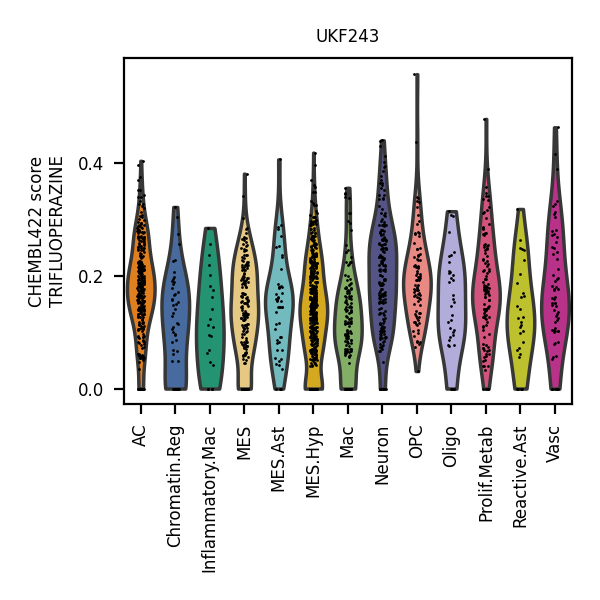 UKF243
CHEMBL422 score
TRIFLUOPERAZINE
0.4
0.2
0.0
AC
Chromatin.Reg
Inflammatory.Mac
MES
MES.Ast
MES.Hyp
Mac
Neuron
OPC
Oligo
Prolif.Metab
Reactive.Ast
Vasc